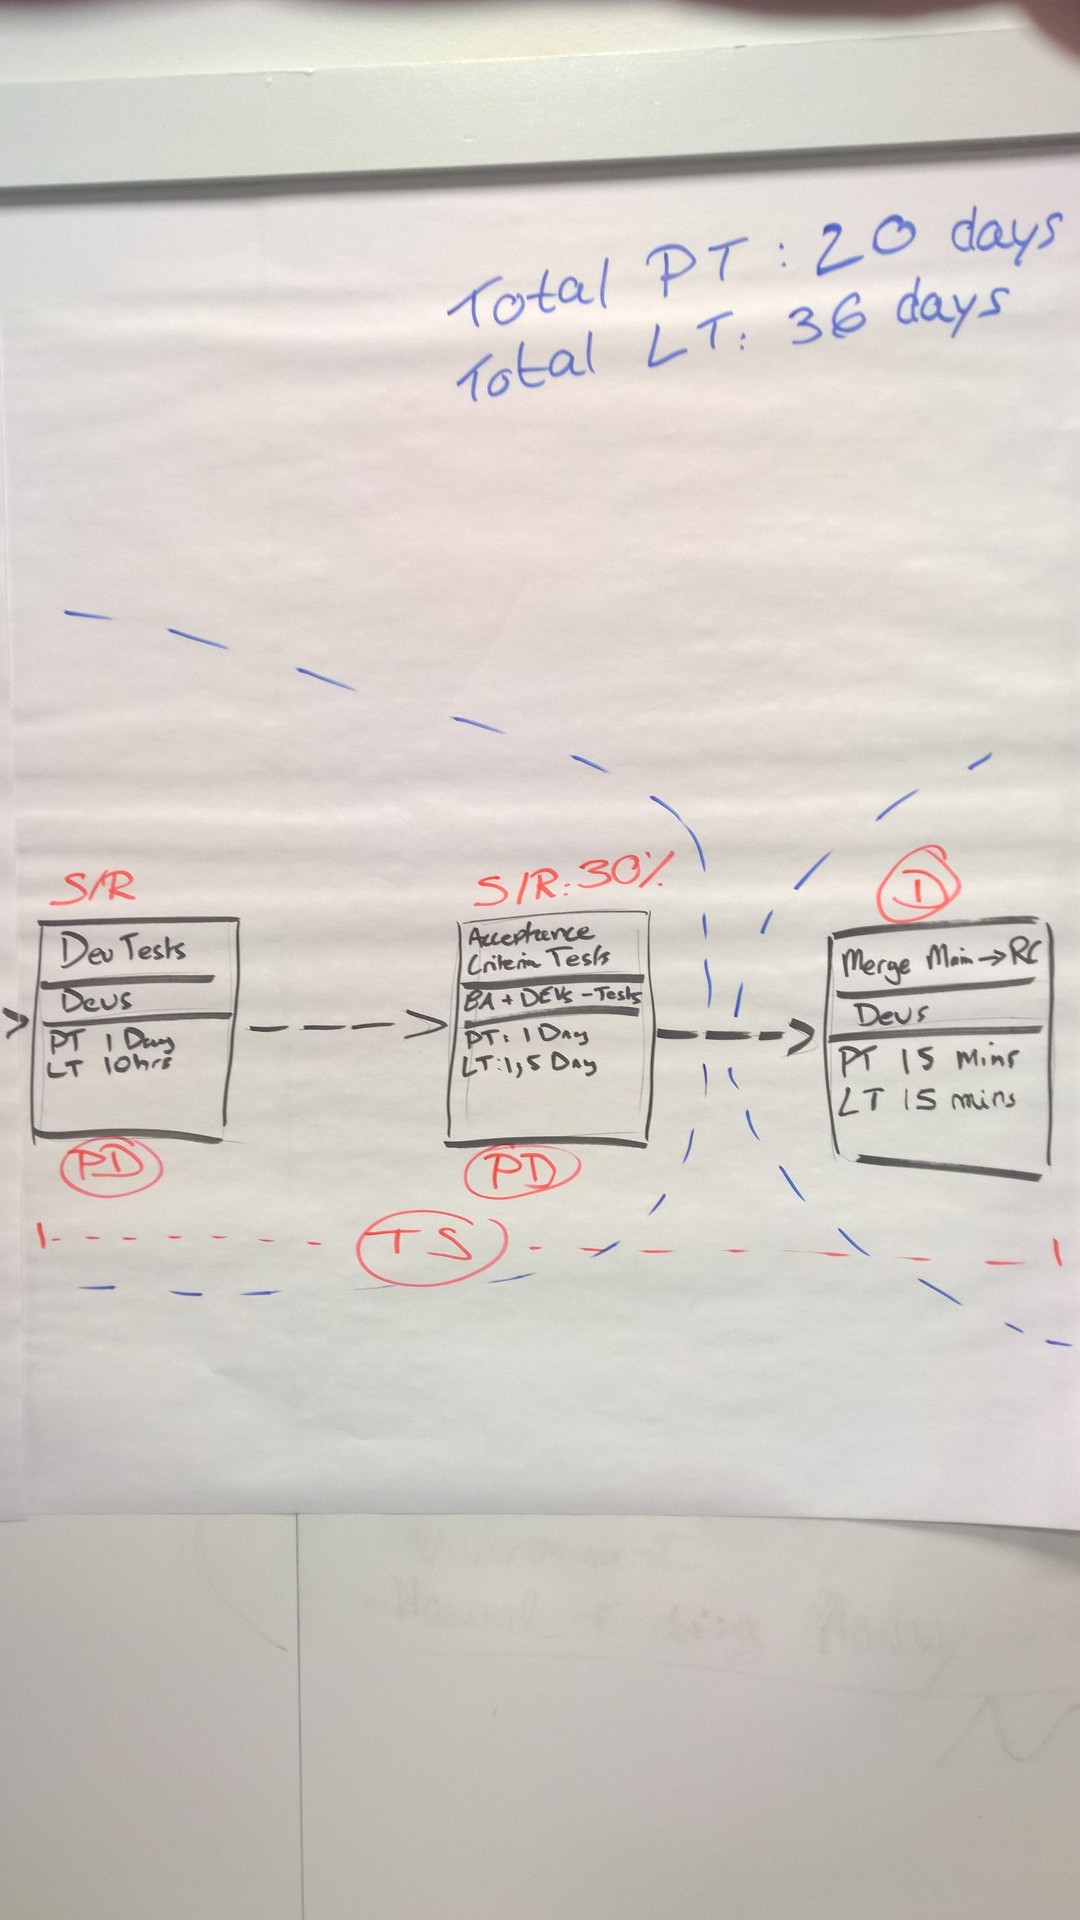 Total PT: 20 days
Total LT: 36 days
S/R
Dev Tests
Devs
PT 1 Day
LT 10hrs
PD
S/R: 30%
Acceptance
Criteria Tests
BA + DEVs - Tests
PT: 1 Day
LT: 1,5 Day
PD
D
Merge Main → RC
Devs
PT 15 Mins
LT 15 mins
TS